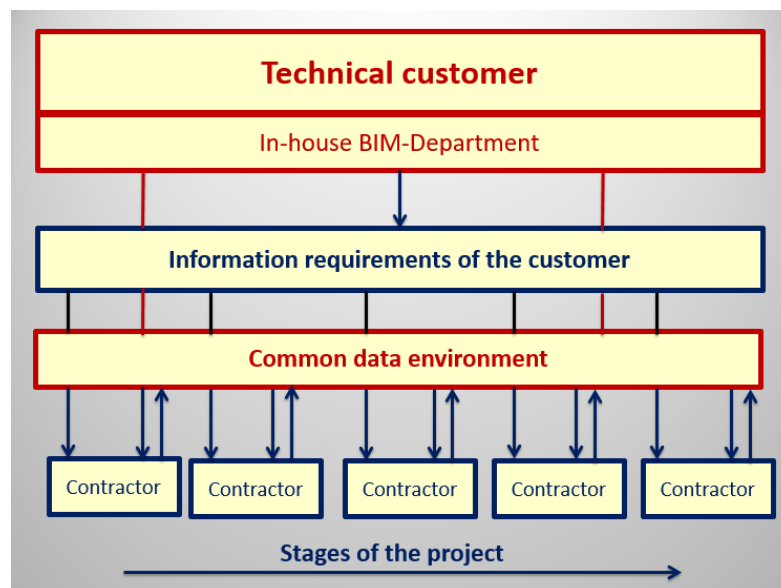 Technical customer
In-house BIM-Department
Information requirements of the customer
Common data environment
Contractor
Contractor
Contractor
Contractor
Contractor
Stages of the project